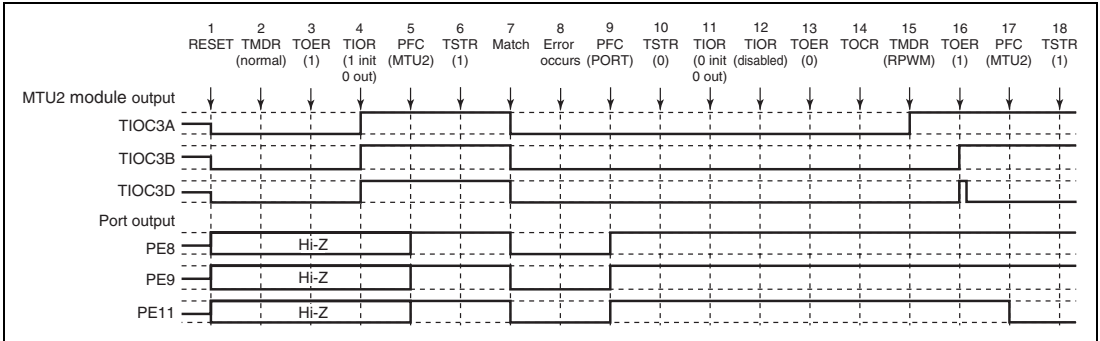 1 2 3 4 5 6 7 8 9 10 11 12 13 14 15 16 17 18
RESET TMDR TOER TIOR PFC TSTR Match Error PFC TSTR TIOR TIOR TOER TOCR TMDR TOER PFC TSTR
(normal) (1) (1 init (MTU2) (1) occurs (PORT) (0) (0 init (disabled) (0) (RPWM) (1) (MTU2) (1)
0 out) 0 out)
MTU2 module output
TIOC3A
TIOC3B
TIOC3D
Port output
PE8 Hi-Z
PE9 Hi-Z
PE11 Hi-Z